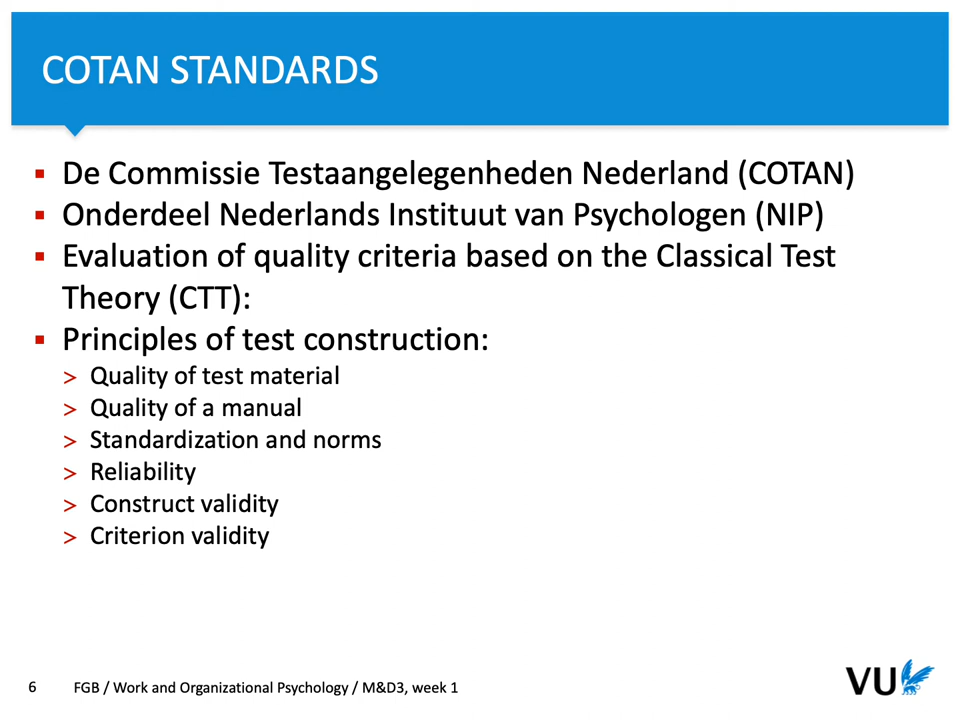 COTAN STANDARDS
▪ De Commissie Testaangelegenheden Nederland (COTAN)
▪ Onderdeel Nederlands Instituut van Psychologen (NIP)
▪ Evaluation of quality criteria based on the Classical Test
Theory (CTT):
▪ Principles of test construction:
> Quality of test material
> Quality of a manual
> Standardization and norms
> Reliability
> Construct validity
> Criterion validity
6 FGB / Work and Organizational Psychology / M&D3, week 1
VU